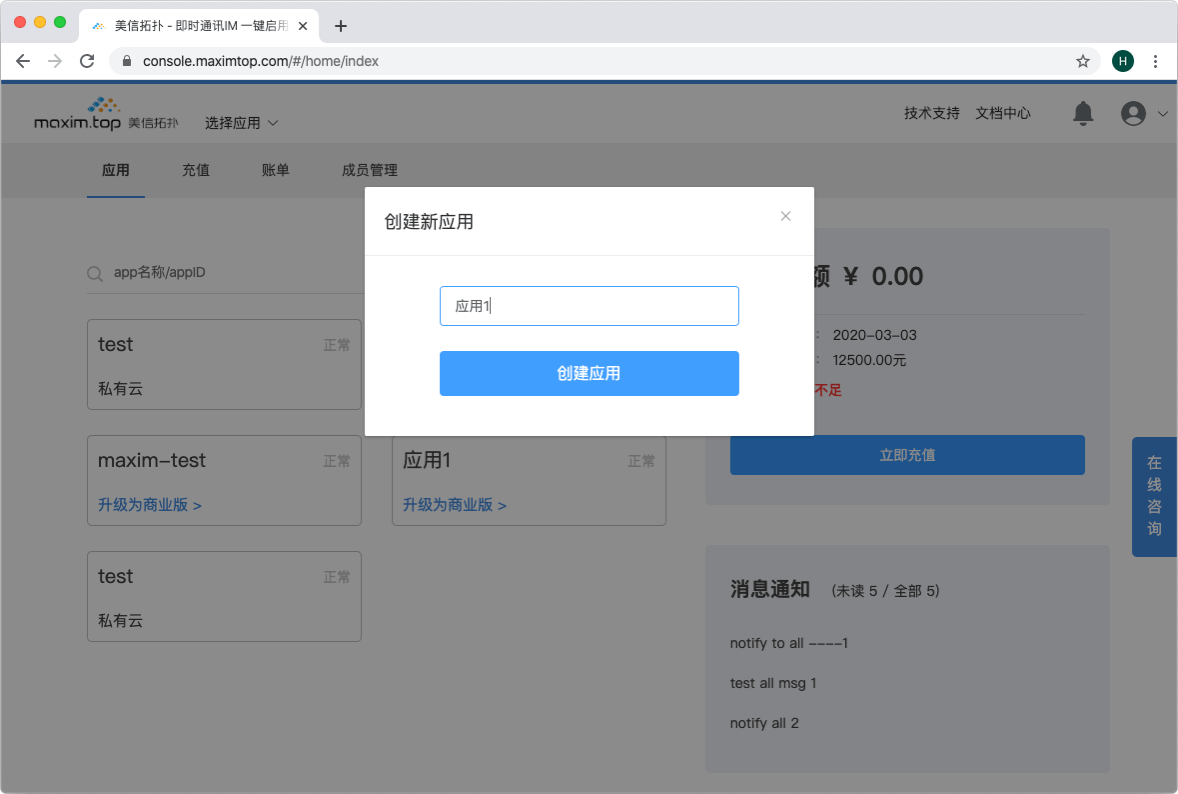 美信拓扑 - 即时通讯IM 一键启用
console.maximtop.com/#/home/index
H
maxim.top 美信拓扑
选择应用
技术支持 文档中心
应用 充值 账单 成员管理
创建新应用
app名称/appID
应用1
创建应用
额 ¥ 0.00
: 2020-03-03
: 12500.00元
不足
立即充值
test 正常
私有云
maxim-test 正常
升级为商业版 >
应用1 正常
升级为商业版 >
test 正常
私有云
在线咨询
消息通知 (未读 5 / 全部 5)
notify to all ----1
test all msg 1
notify all 2